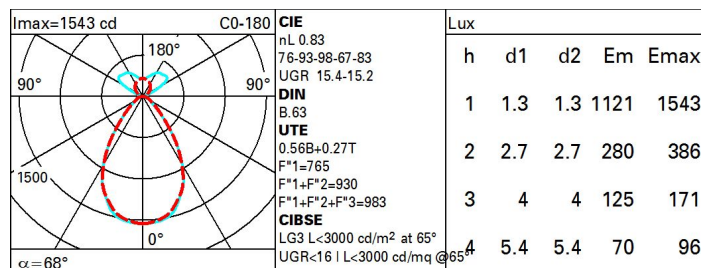 Imax=1543 cd C0-180
180°
90° 90°
1500
0°
α=68°
CIE
nL 0.83
76-93-98-67-83
UGR 15.4-15.2
DIN
B.63
UTE
0.56B+0.27T
F"1=765
F"1+F"2=930
F"1+F"2+F"3=983
CIBSE
LG3 L<3000 cd/m² at 65°
UGR<16 | L<3000 cd/mq @65°
Lux
h d1 d2 Em Emax
1 1.3 1.3 1121 1543
2 2.7 2.7 280 386
3 4 4 125 171
4 5.4 5.4 70 96